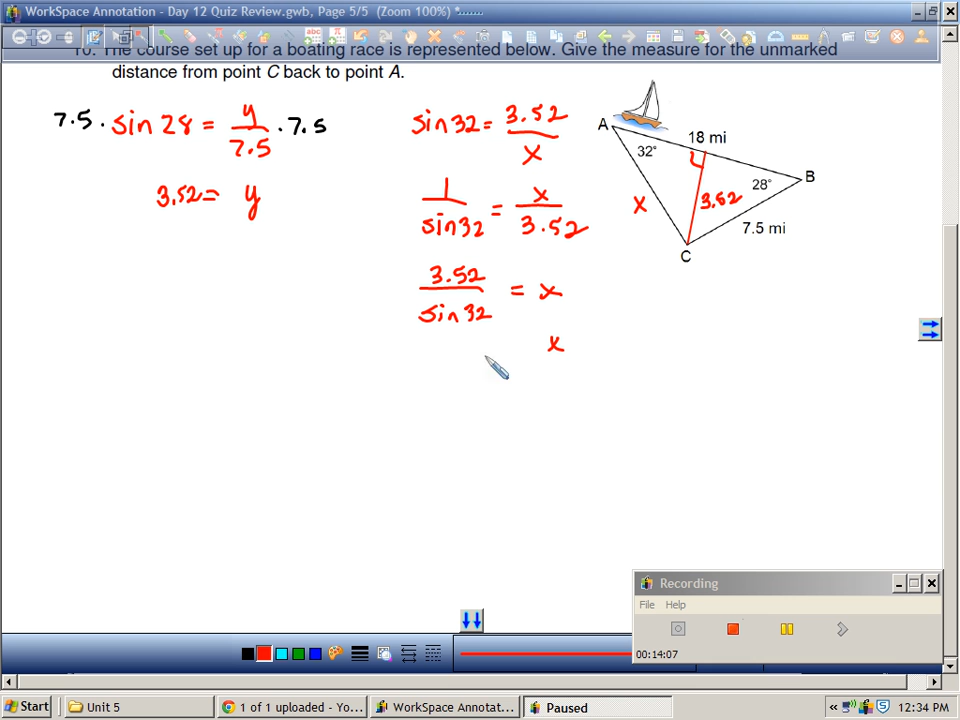 WorkSpace Annotation - Day 12 Quiz Review.gwb, Page 5/5 (Zoom 100%) *
10. The course set up for a boating race is represented below. Give the measure for the unmarked
distance from point C back to point A.
7.5 · sin 28 = y/7.5 · 7.5
3.52 = y
sin 32 = 3.52/x
1/sin 32 = x/3.52
3.52/sin 32 = x
x
A
18 mi
32°
B
28°
x
3.52
7.5 mi
C
Recording
File Help
00:14:07
Start
Unit 5
1 of 1 uploaded - Yo...
WorkSpace Annotat...
Paused
12:34 PM